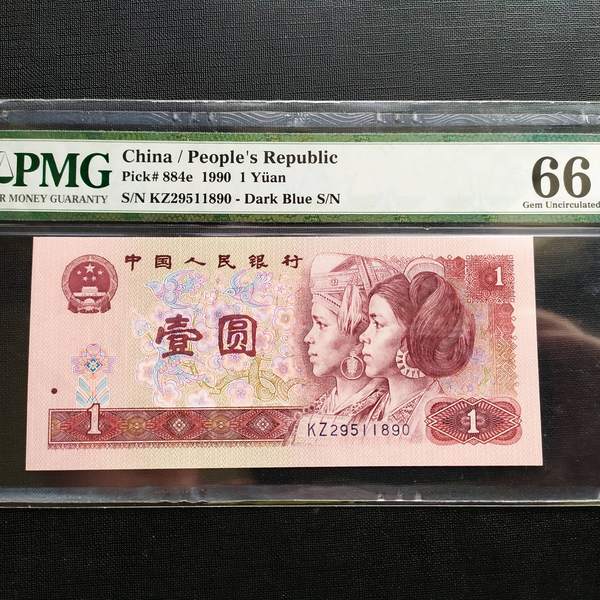 PMG
R MONEY GUARANTY
China / People's Republic
Pick# 884e 1990 1 Yüan
S/N KZ29511890 - Dark Blue S/N
66
Gem Uncirculated
中国人民银行
1
壹圆
1
1
KZ29511890